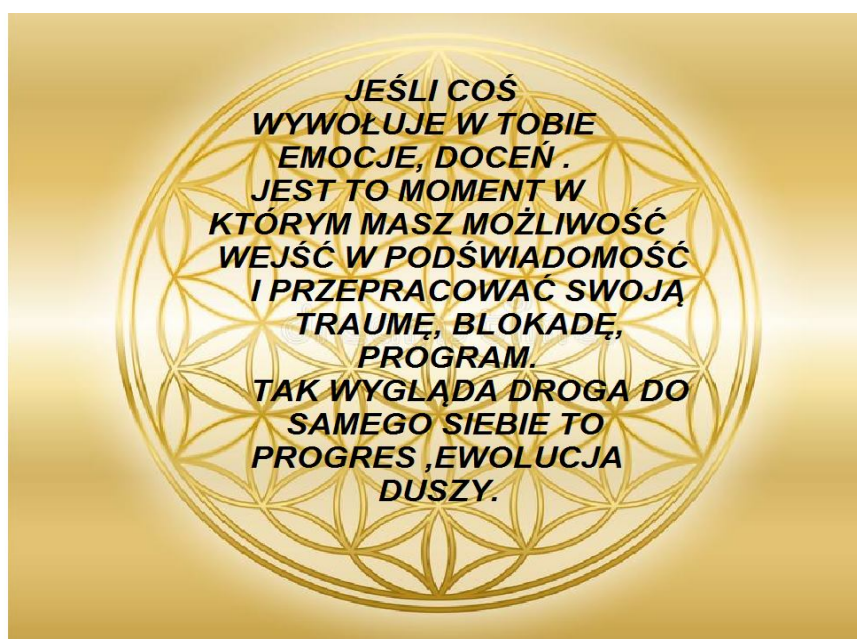 JEŚLI COŚ
WYWOŁUJE W TOBIE
EMOCJE, DOCEŃ .
JEST TO MOMENT W
KTÓRYM MASZ MOŻLIWOŚĆ
WEJŚĆ W PODŚWIADOMOŚĆ
I PRZEPRACOWAĆ SWOJĄ
TRAUMĘ, BLOKADĘ,
PROGRAM.
TAK WYGLĄDA DROGA DO
SAMEGO SIEBIE TO
PROGRES ,EWOLUCJA
DUSZY.